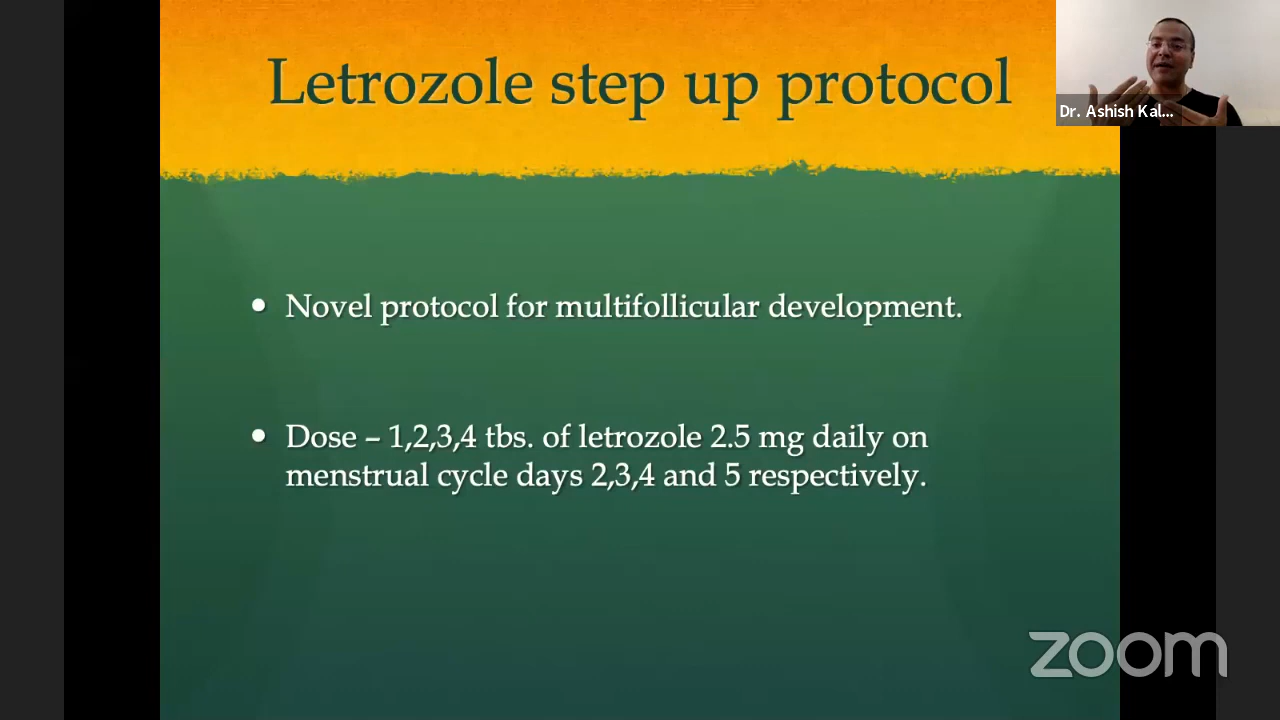 Letrozole step up protocol
Dr. Ashish Kal...
• Novel protocol for multifollicular development.
• Dose – 1,2,3,4 tbs. of letrozole 2.5 mg daily on
menstrual cycle days 2,3,4 and 5 respectively.
zoom